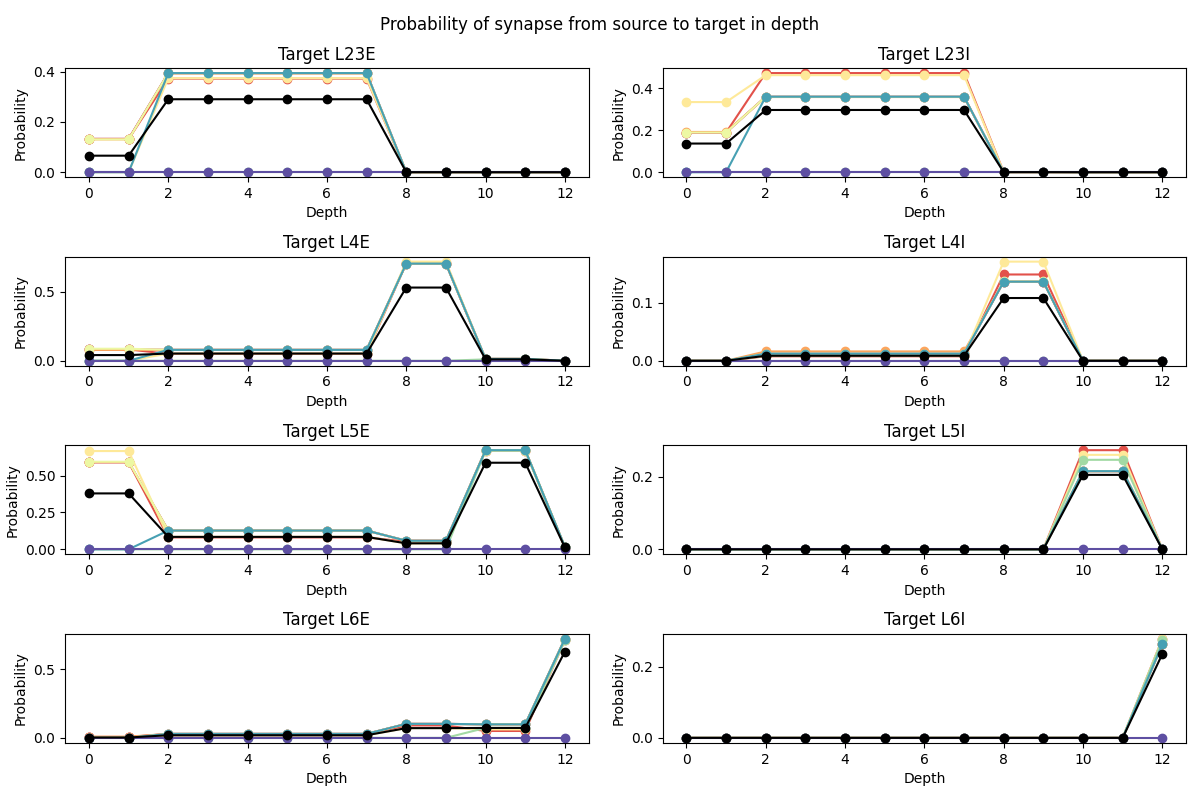 Probability of synapse from source to target in depth
Target L23E
Probability
0.4
0.2
0.0
0 2 4 6 8 10 12
Depth
Target L23I
Probability
0.4
0.2
0.0
0 2 4 6 8 10 12
Depth
Target L4E
Probability
0.5
0.0
0 2 4 6 8 10 12
Depth
Target L4I
Probability
0.1
0.0
0 2 4 6 8 10 12
Depth
Target L5E
Probability
0.50
0.25
0.00
0 2 4 6 8 10 12
Depth
Target L5I
Probability
0.2
0.0
0 2 4 6 8 10 12
Depth
Target L6E
Probability
0.5
0.0
0 2 4 6 8 10 12
Depth
Target L6I
Probability
0.2
0.0
0 2 4 6 8 10 12
Depth